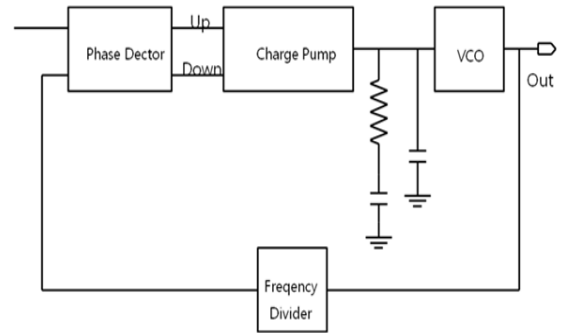 Up
Phase Dector
Charge Pump
VCO
Down
Out
Freqency
Divider